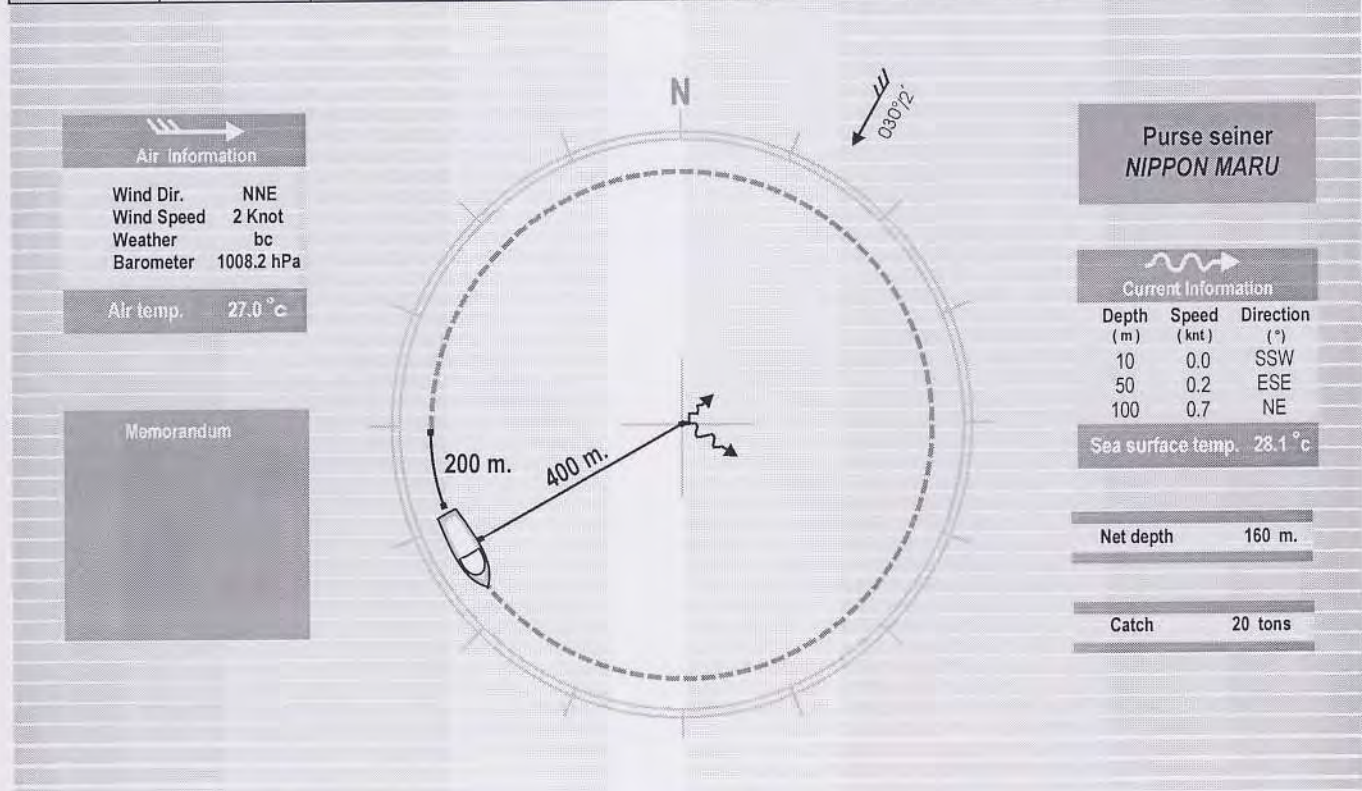 N
030°/2'
Air Information
Wind Dir. NNE
Wind Speed 2 Knot
Weather bc
Barometer 1008.2 hPa
Air temp. 27.0 °c
Memorandum
200 m.
400 m.
Purse seiner
NIPPON MARU
Current Information
Depth Speed Direction
(m) (knt) (°)
10 0.0 SSW
50 0.2 ESE
100 0.7 NE
Sea surface temp. 28.1 °c
Net depth 160 m.
Catch 20 tons